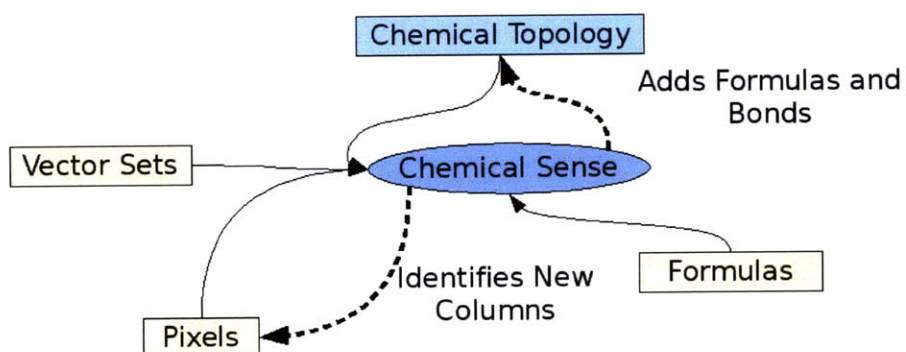 Chemical Topology
Adds Formulas and
Bonds
Vector Sets
Chemical Sense
Formulas
Identifies New
Columns
Pixels